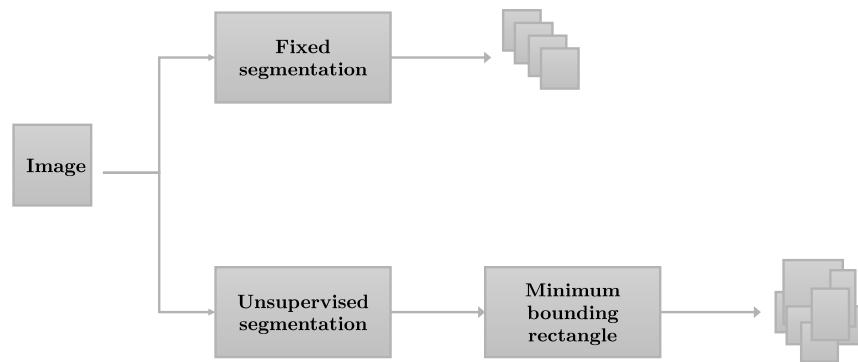 Fixed
segmentation
Image
Unsupervised
segmentation
Minimum
bounding
rectangle